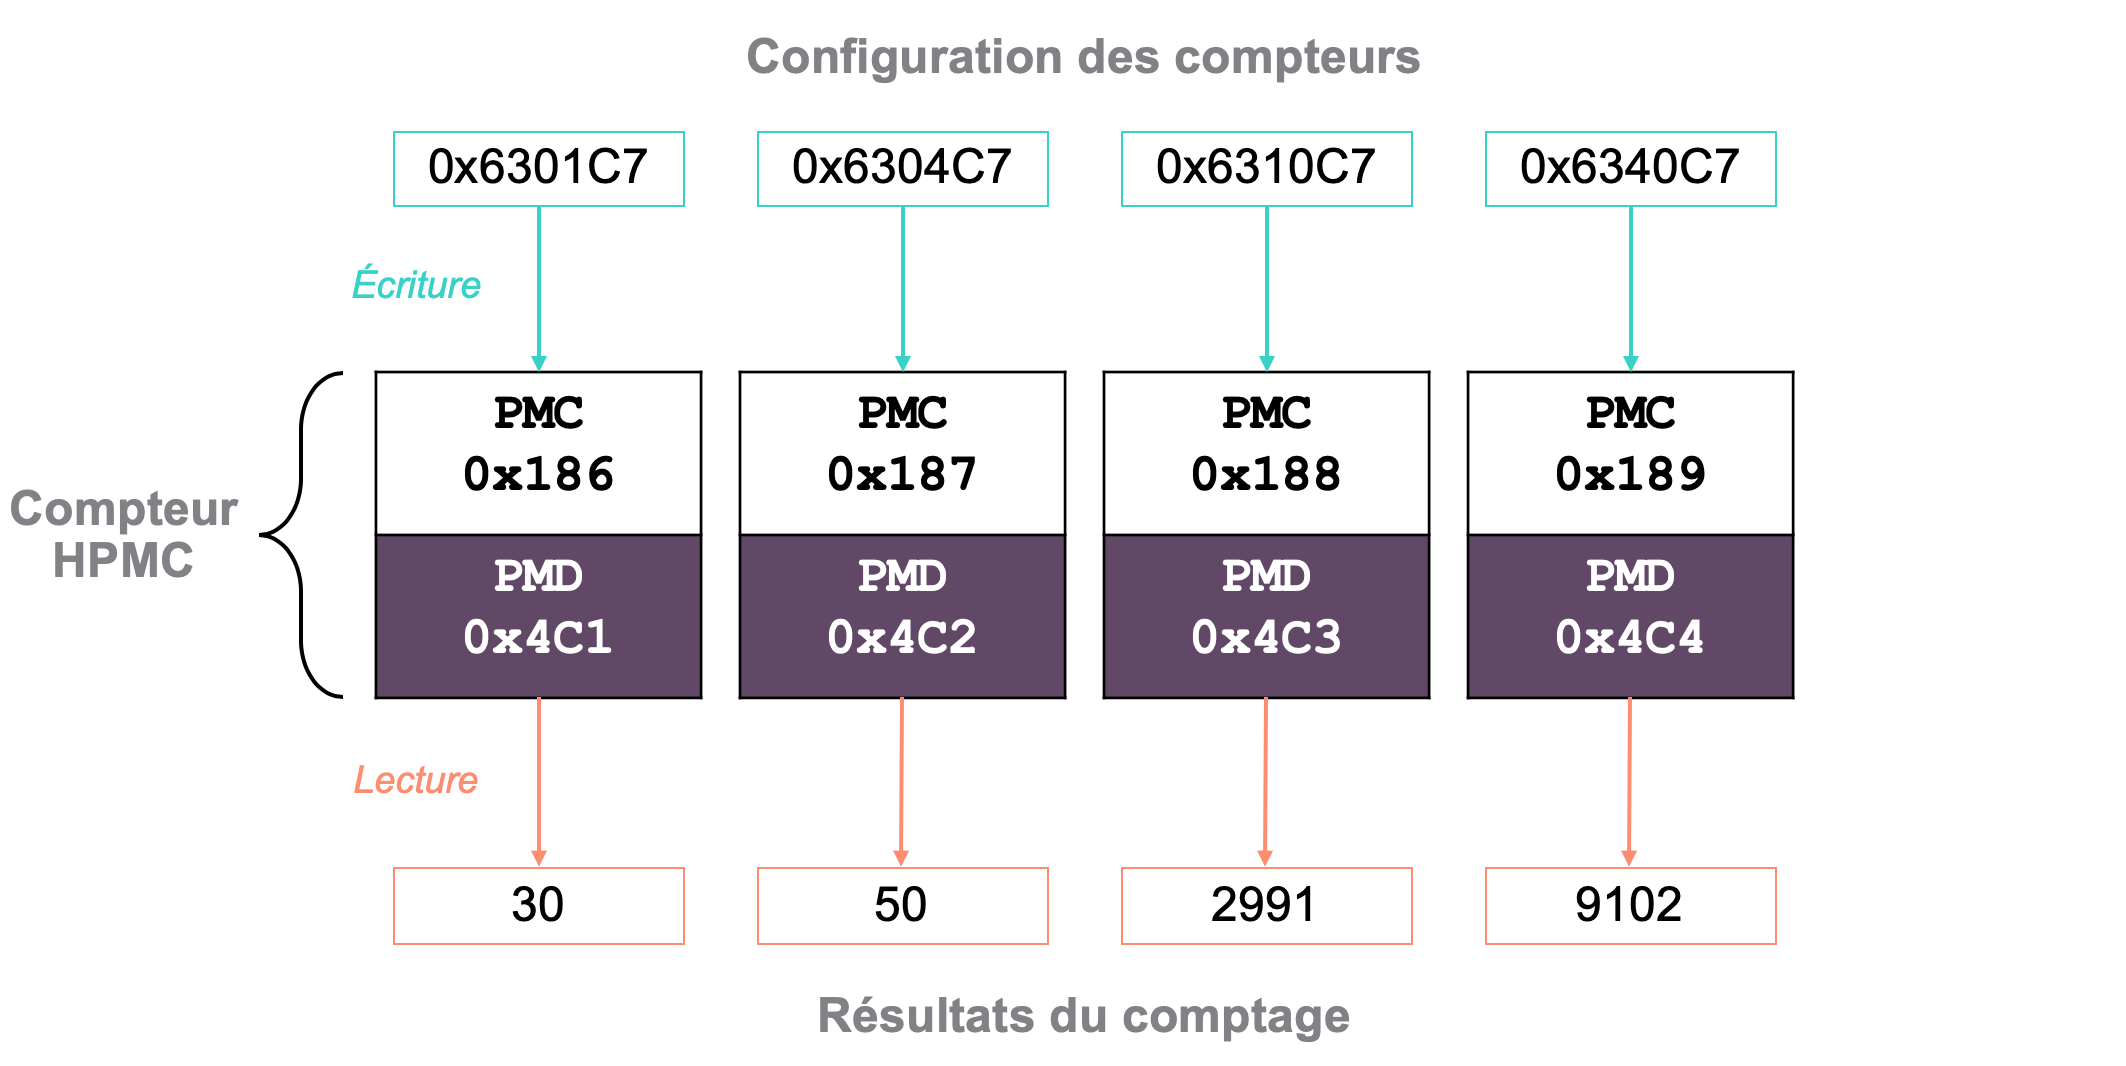 Configuration des compteurs
0x6301C7 0x6304C7 0x6310C7 0x6340C7
Écriture
PMC PMC PMC PMC
0x186 0x187 0x188 0x189
Compteur
HPMC
PMD PMD PMD PMD
0x4C1 0x4C2 0x4C3 0x4C4
Lecture
30 50 2991 9102
Résultats du comptage